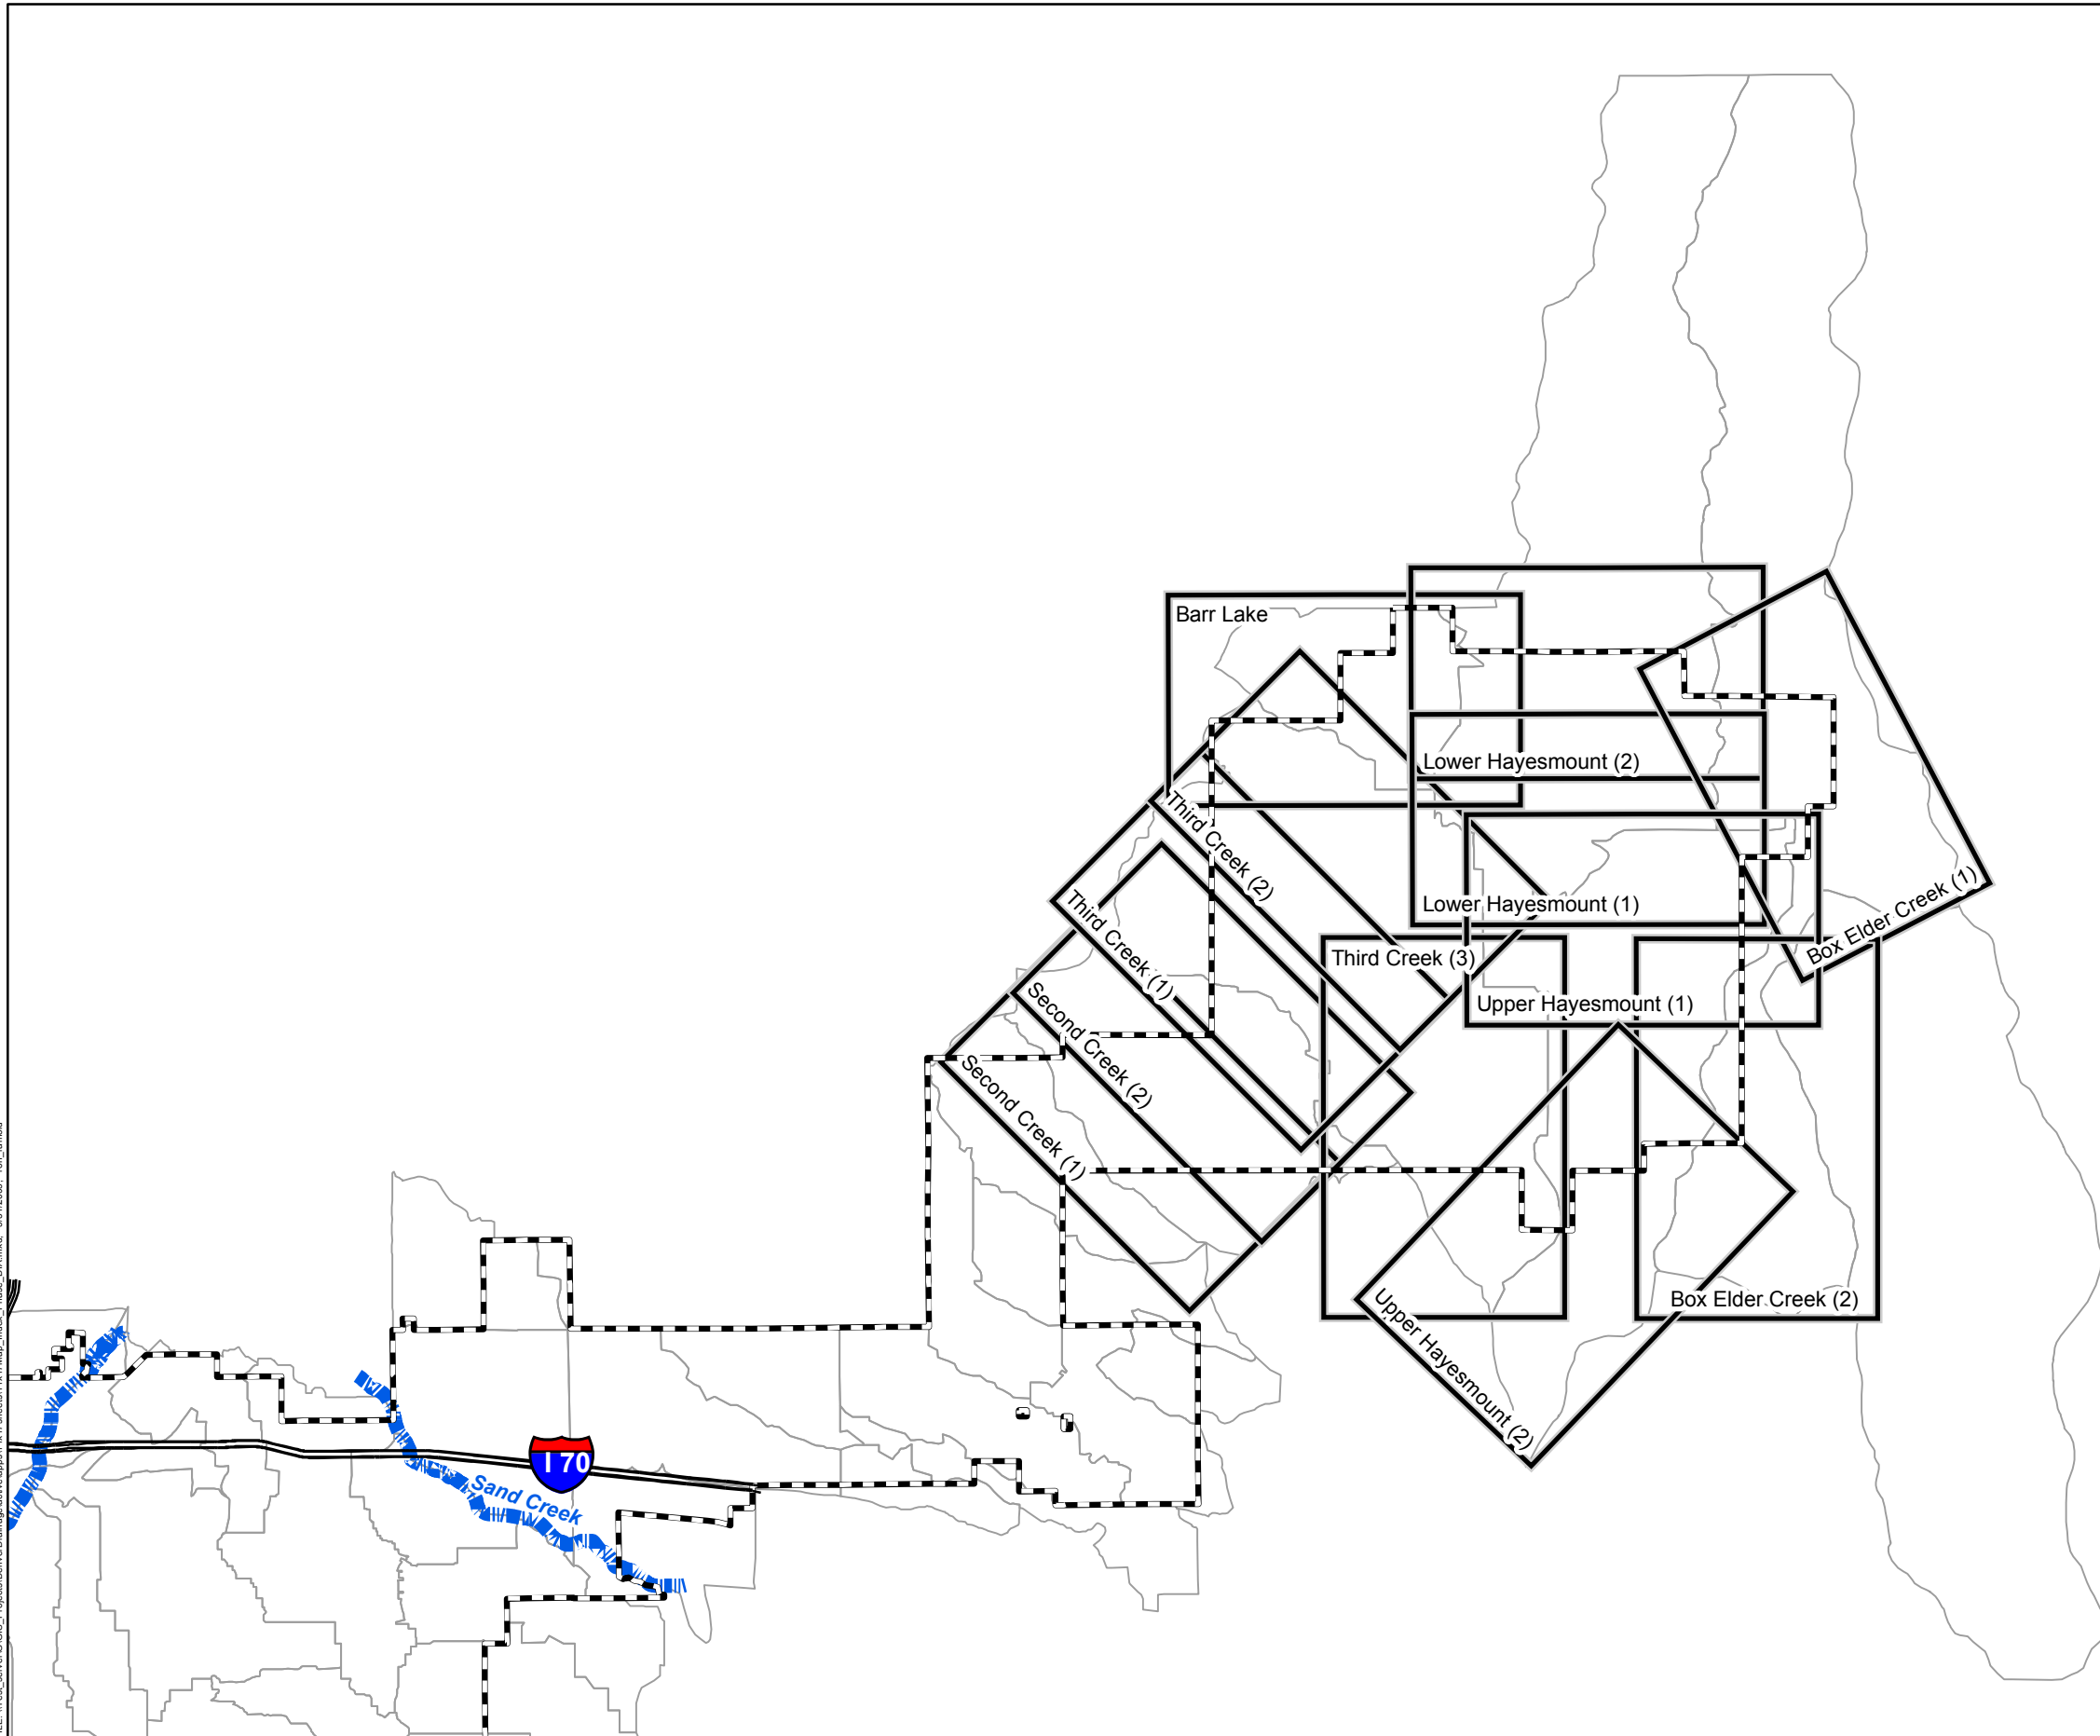 Barr Lake
Lower Hayesmount (2)
Third Creek (2)
Lower Hayesmount (1)
Box Elder Creek (1)
Third Creek (1)
Third Creek (3)
Upper Hayesmount (1)
Second Creek (2)
Second Creek (1)
Box Elder Creek (2)
Upper Hayesmount (2)
I 70
Sand Creek